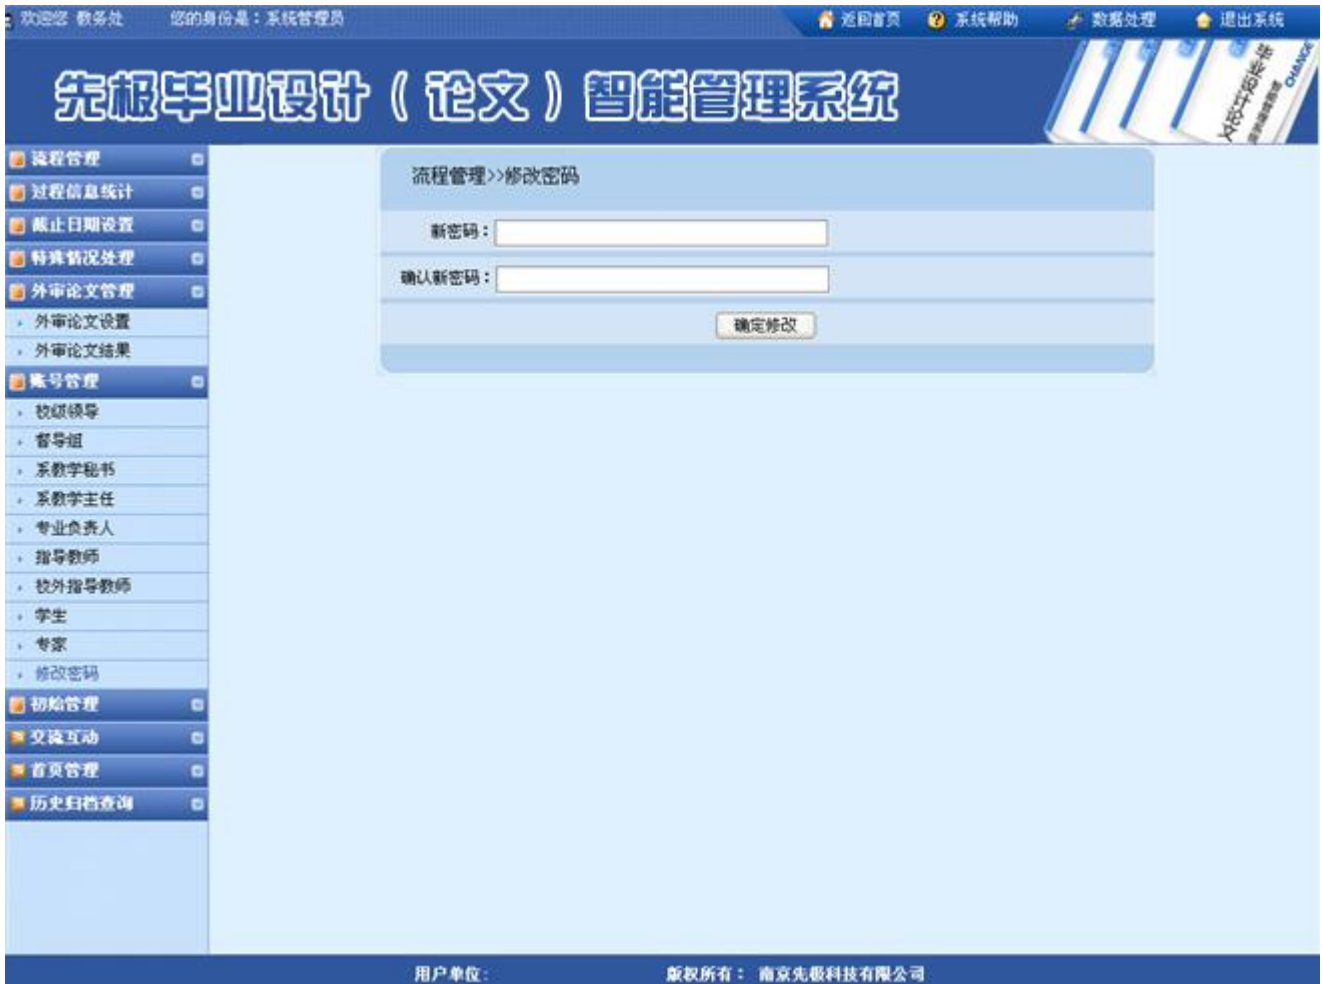 欢迎您 教务处 您的身份是：系统管理员 返回首页 系统帮助 数据处理 退出系统
先极毕业设计（论文）智能管理系统
CHANGE
毕业设计论文
流程管理
过程信息统计
截止日期设置
特殊情况处理
外审论文管理
外审论文设置
外审论文结果
账号管理
校级领导
督导组
系教学秘书
系教学主任
专业负责人
指导教师
校外指导教师
学生
专家
修改密码
初始管理
交流互动
首页管理
历史归档查询
流程管理>>修改密码
新密码：
确认新密码：
确定修改
用户单位： 版权所有： 南京先极科技有限公司